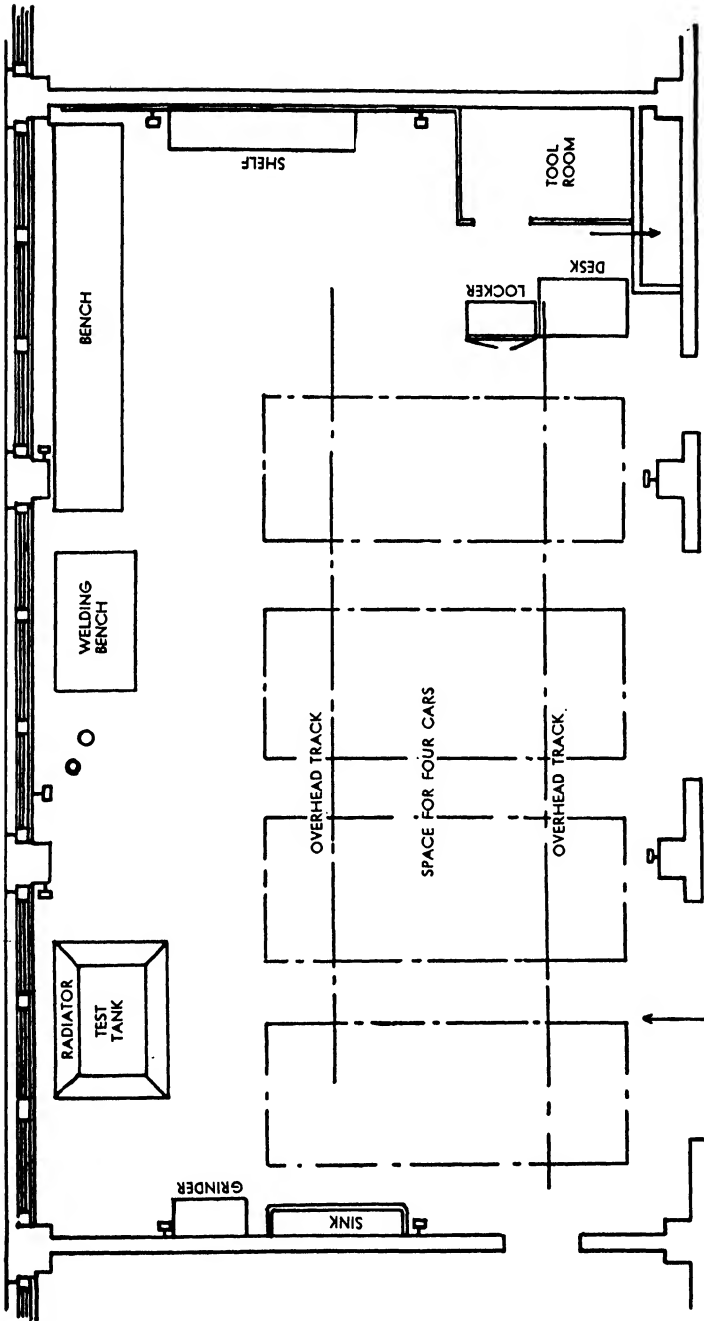 BENCH
SHELF
TOOL
ROOM
DESK
LOCKER
WELDING
BENCH
OVERHEAD TRACK
SPACE FOR FOUR CARS
OVERHEAD TRACK
RADIATOR
TEST
TANK
GRINDER
SINK